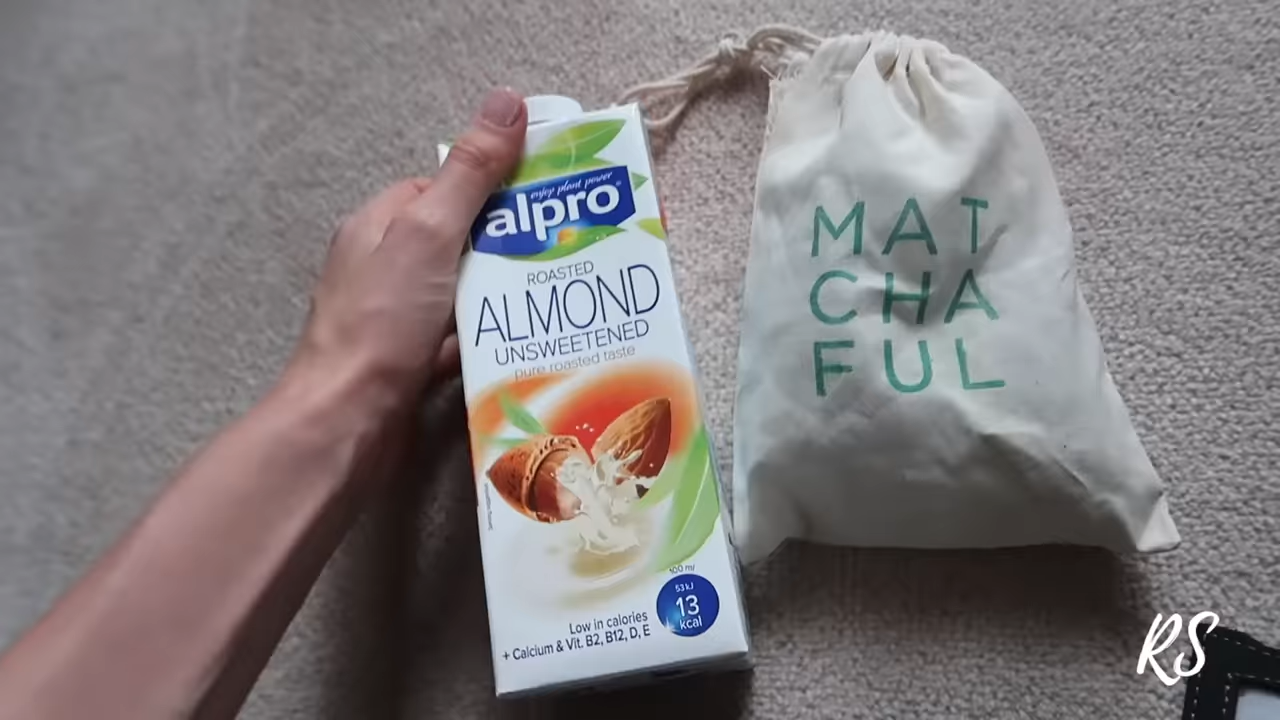 enjoy plant power
alpro
ROASTED
ALMOND
UNSWEETENED
pure roasted taste
100 ml
53 kJ
13
kcal
Low in calories
+ Calcium & Vit. B2, B12, D, E
MAT
CHA
FUL
RS